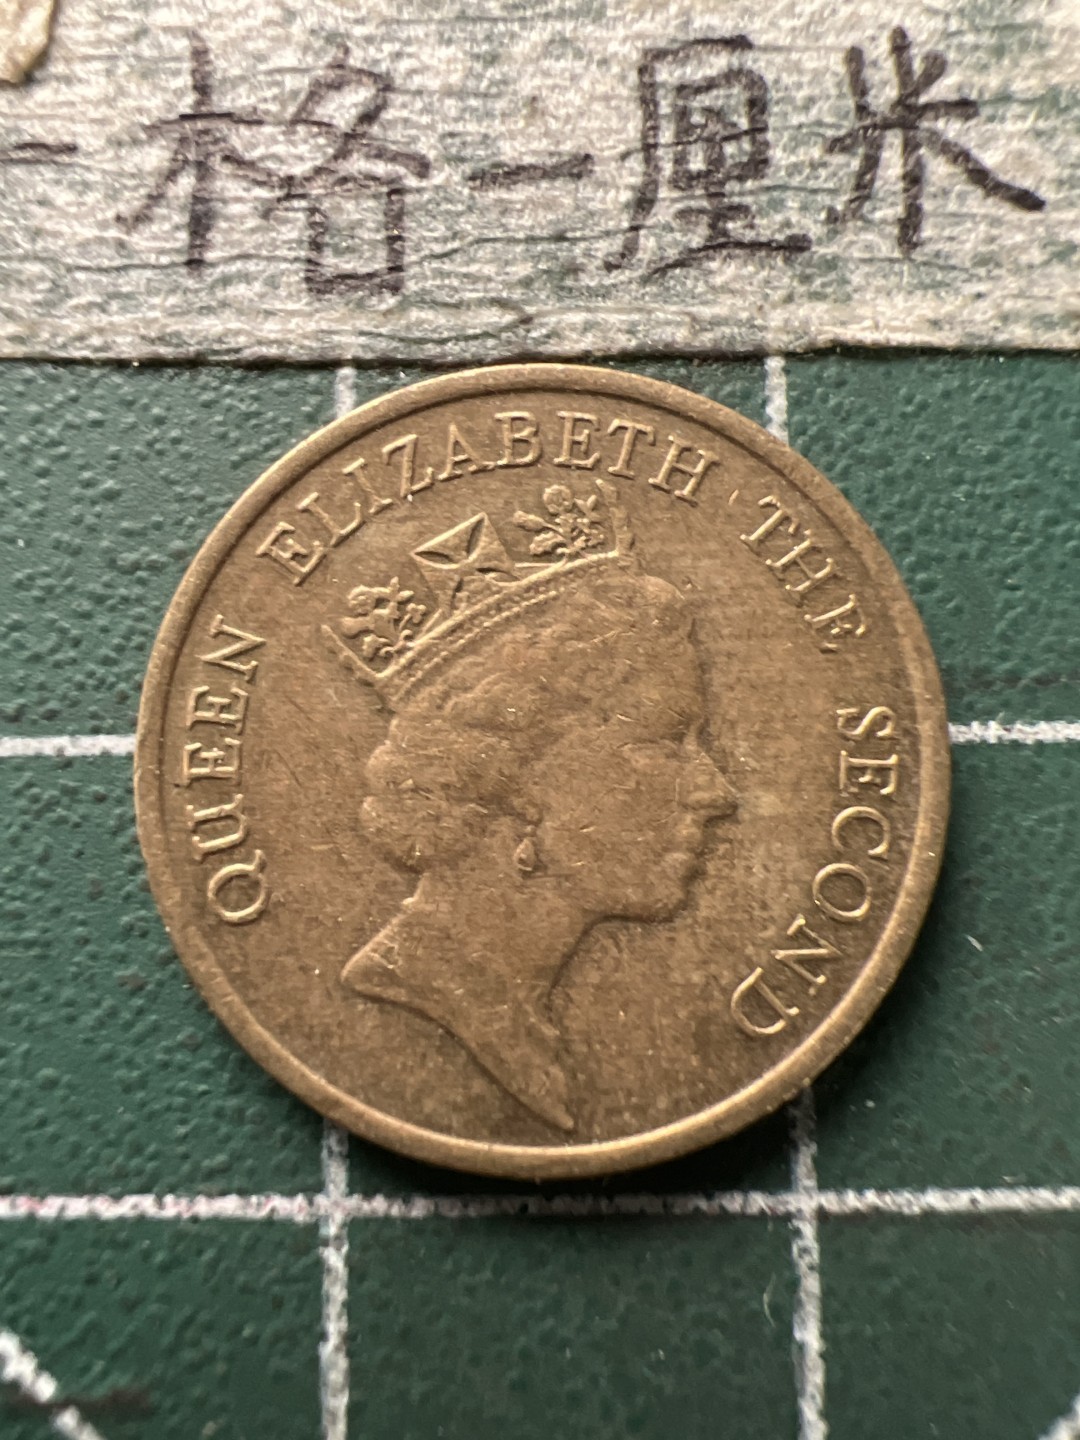 一格一厘米
QUEEN ELIZABETH THE SECOND